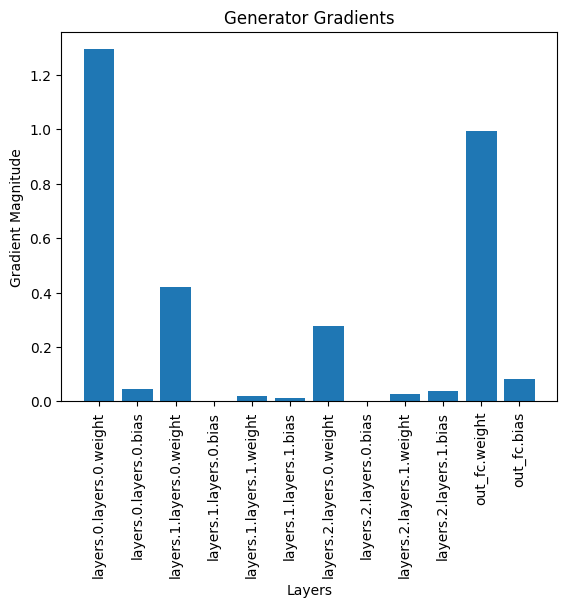 Generator Gradients
Gradient Magnitude
1.2
1.0
0.8
0.6
0.4
0.2
0.0
layers.0.layers.0.weight
layers.0.layers.0.bias
layers.1.layers.0.weight
layers.1.layers.0.bias
layers.1.layers.1.weight
layers.1.layers.1.bias
layers.2.layers.0.weight
layers.2.layers.0.bias
layers.2.layers.1.weight
layers.2.layers.1.bias
out_fc.weight
out_fc.bias
Layers